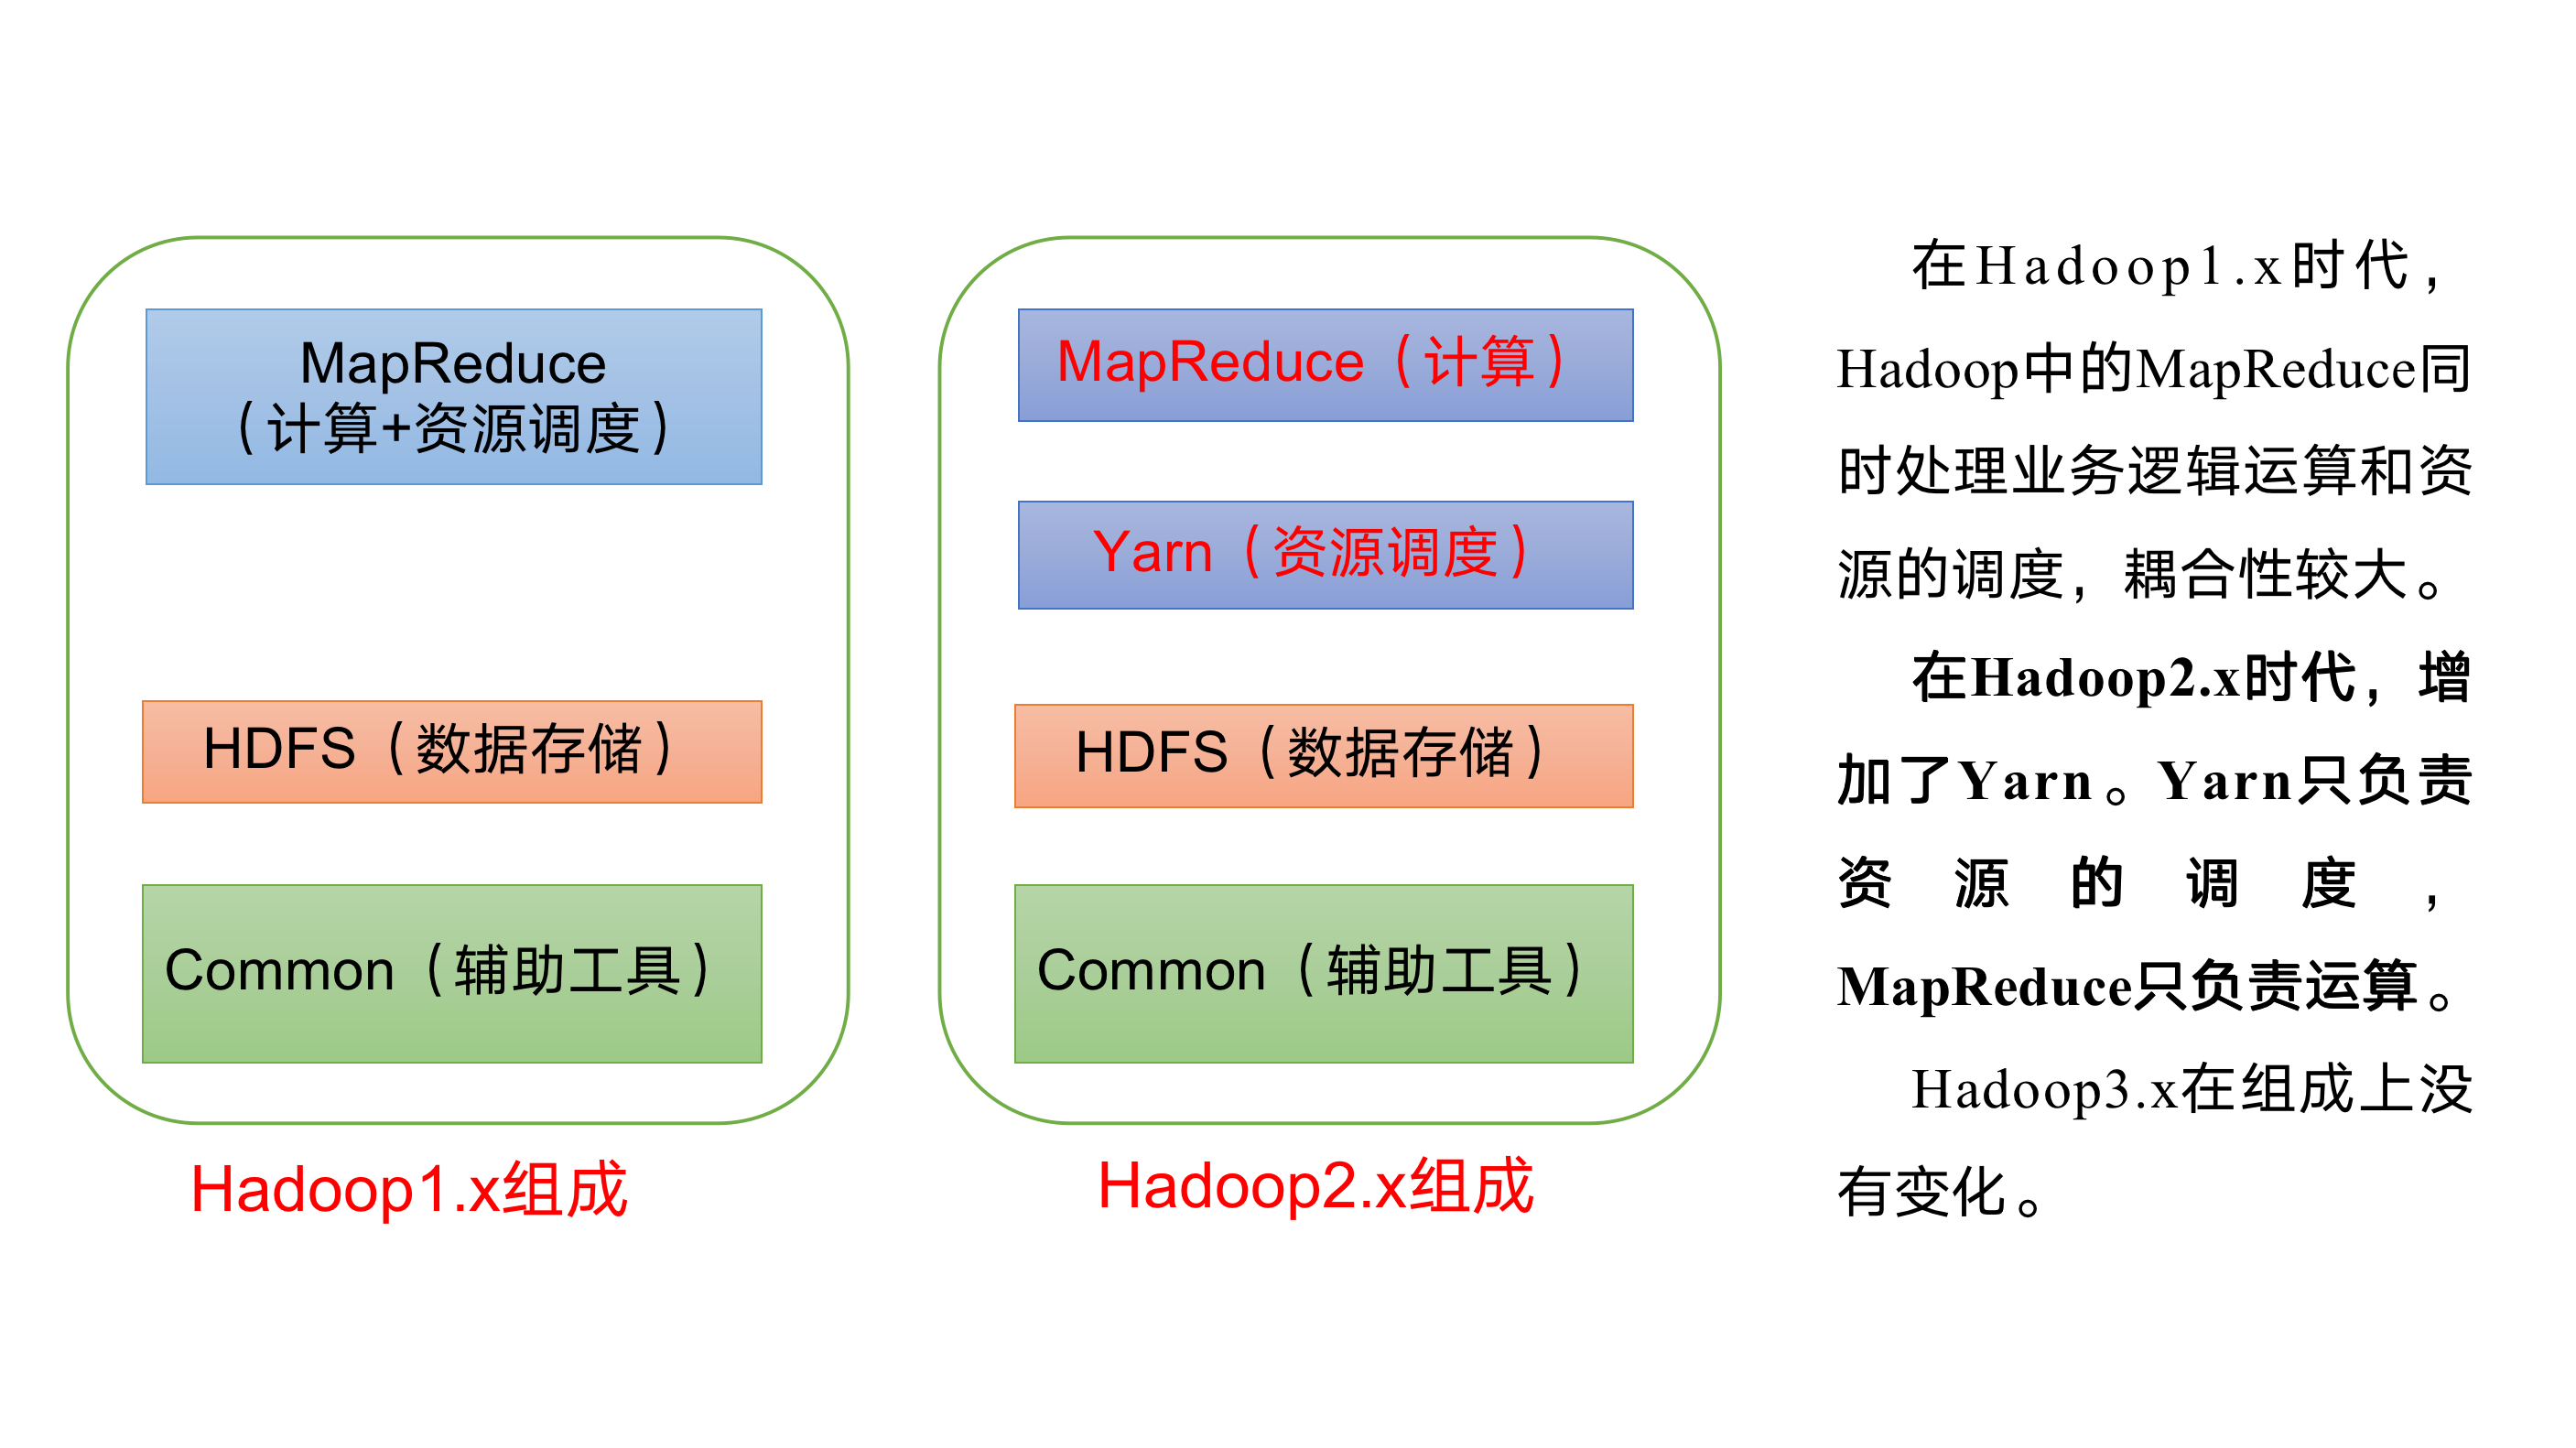 MapReduce
（计算+资源调度）
HDFS（数据存储）
Common（辅助工具）
Hadoop1.x组成
MapReduce（计算）
Yarn（资源调度）
HDFS（数据存储）
Common（辅助工具）
Hadoop2.x组成
在Hadoop1.x时代，
Hadoop中的MapReduce同
时处理业务逻辑运算和资
源的调度，耦合性较大。
在Hadoop2.x时代，增
加了Yarn。Yarn只负责
资源的调度，
MapReduce只负责运算。
Hadoop3.x在组成上没
有变化。